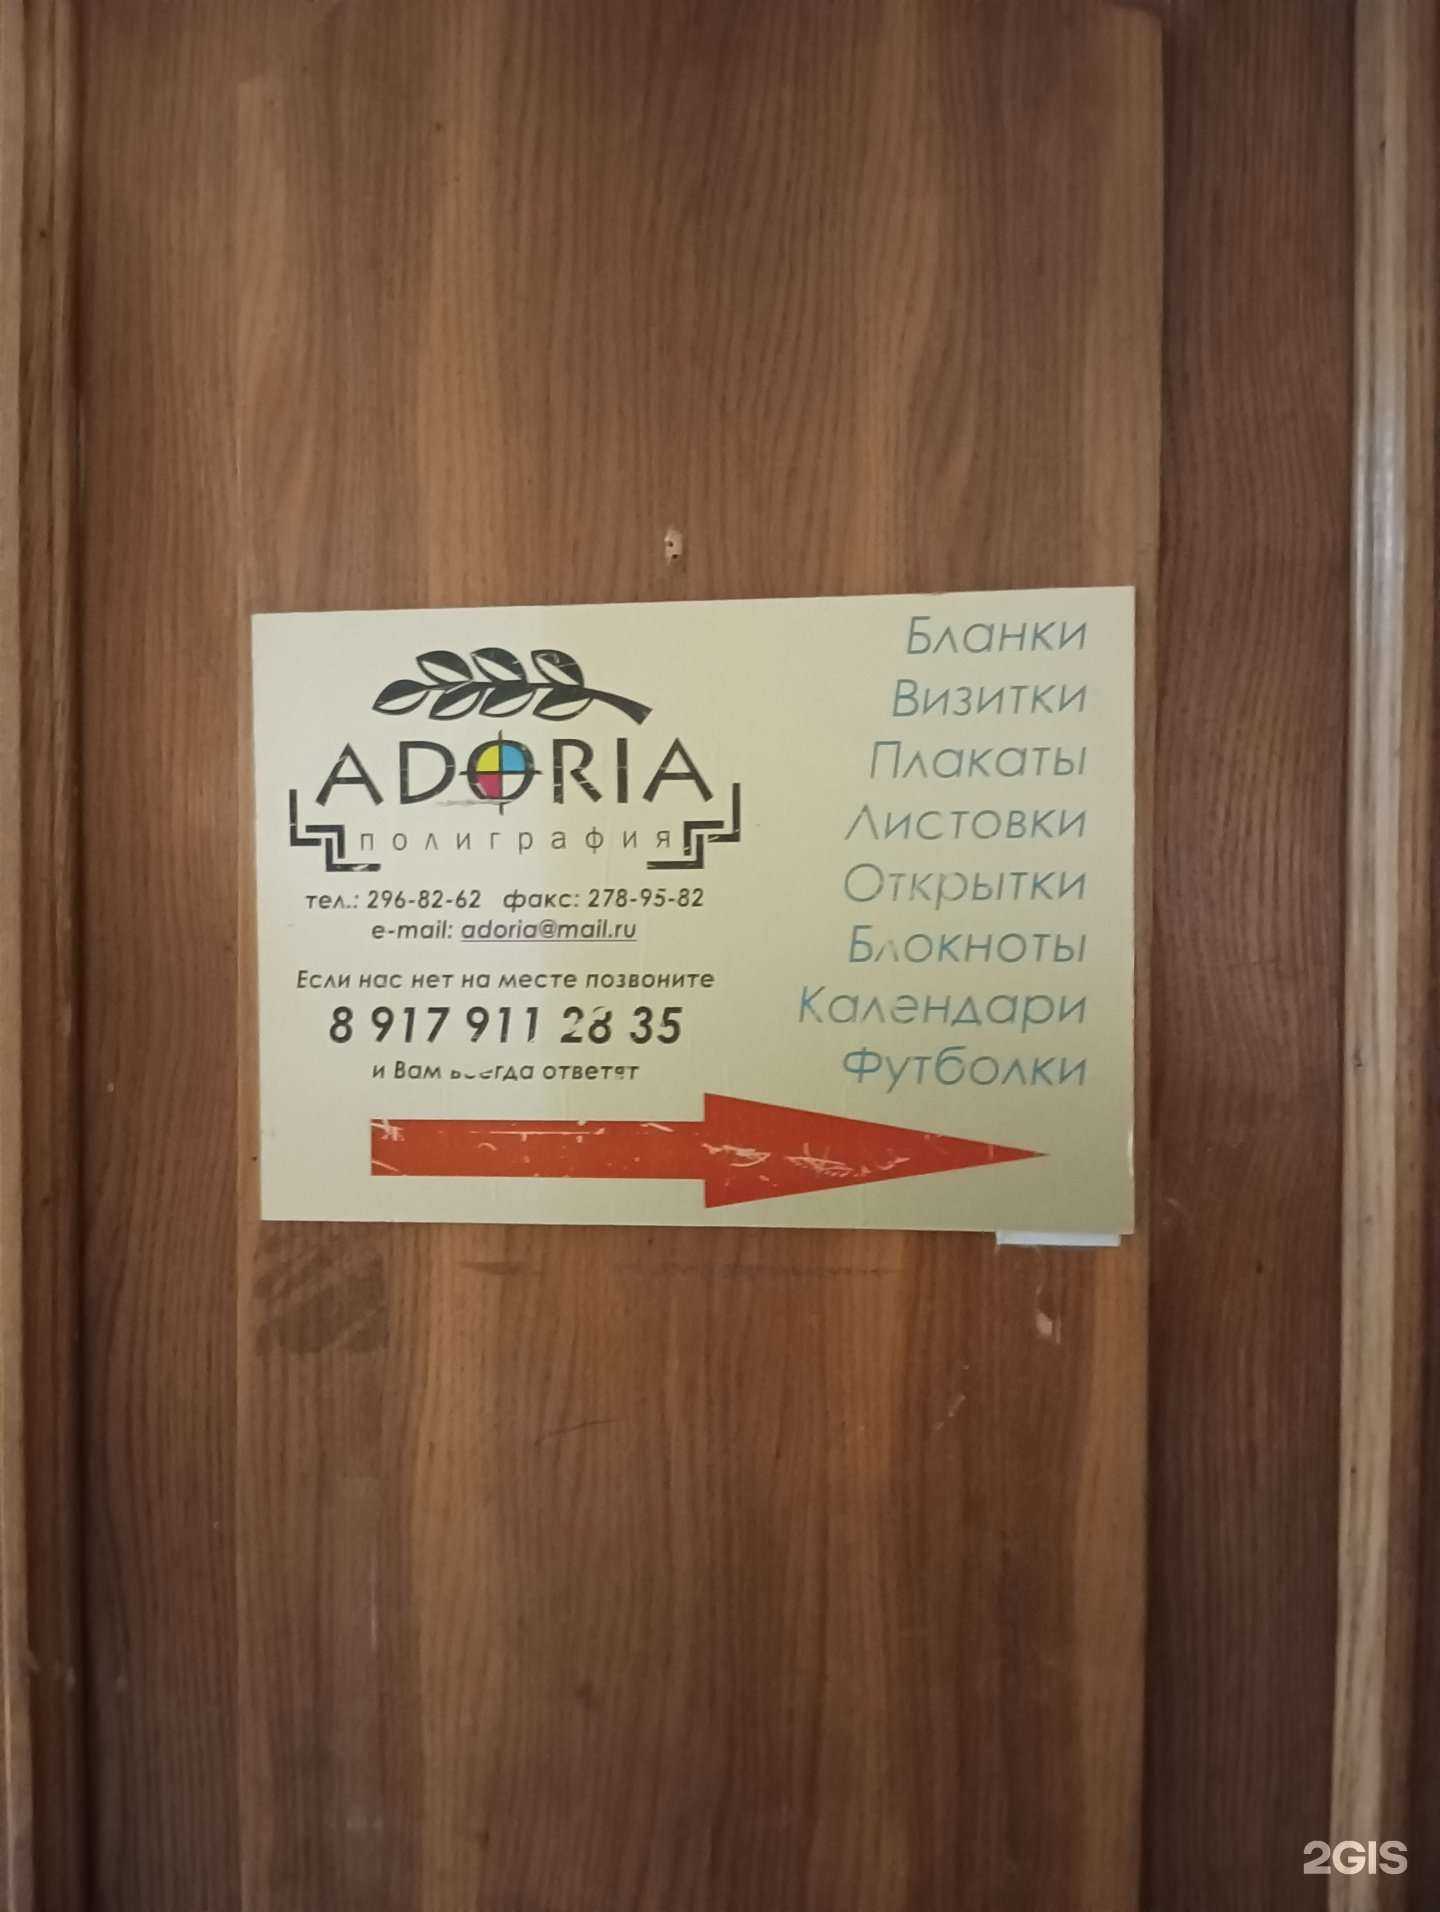 ADORIA
полиграфия
тел.: 296-82-62 факс: 278-95-82
e-mail: adoria@mail.ru
Если нас нет на месте позвоните
8 917 911 28 35
и Вам всегда ответят
Бланки
Визитки
Плакаты
Листовки
Открытки
Блокноты
Календари
Футболки
2GIS